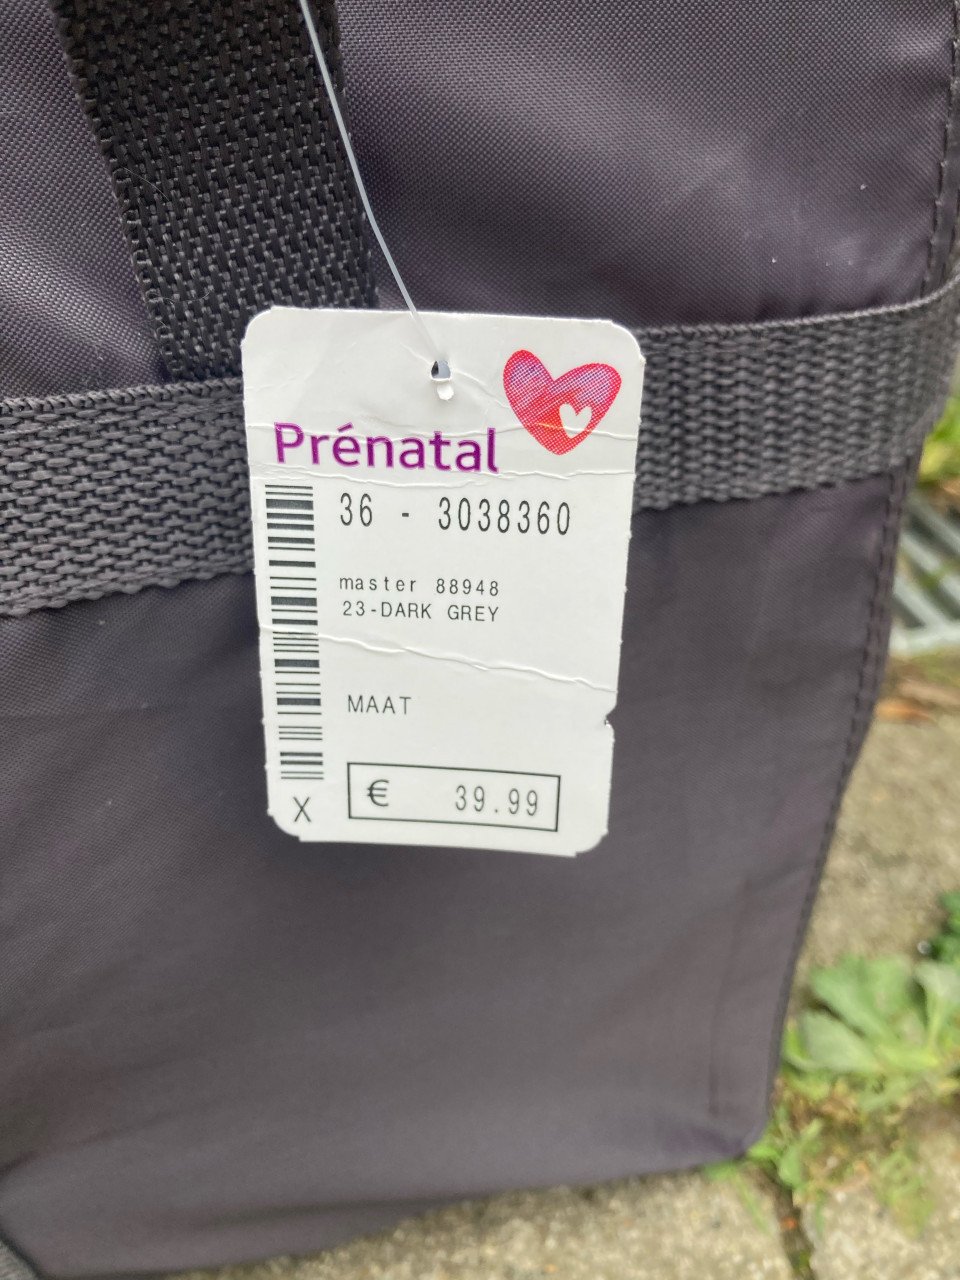 Prénatal
36 - 3038360
master 88948
23-DARK GREY
MAAT
€ 39.99
X